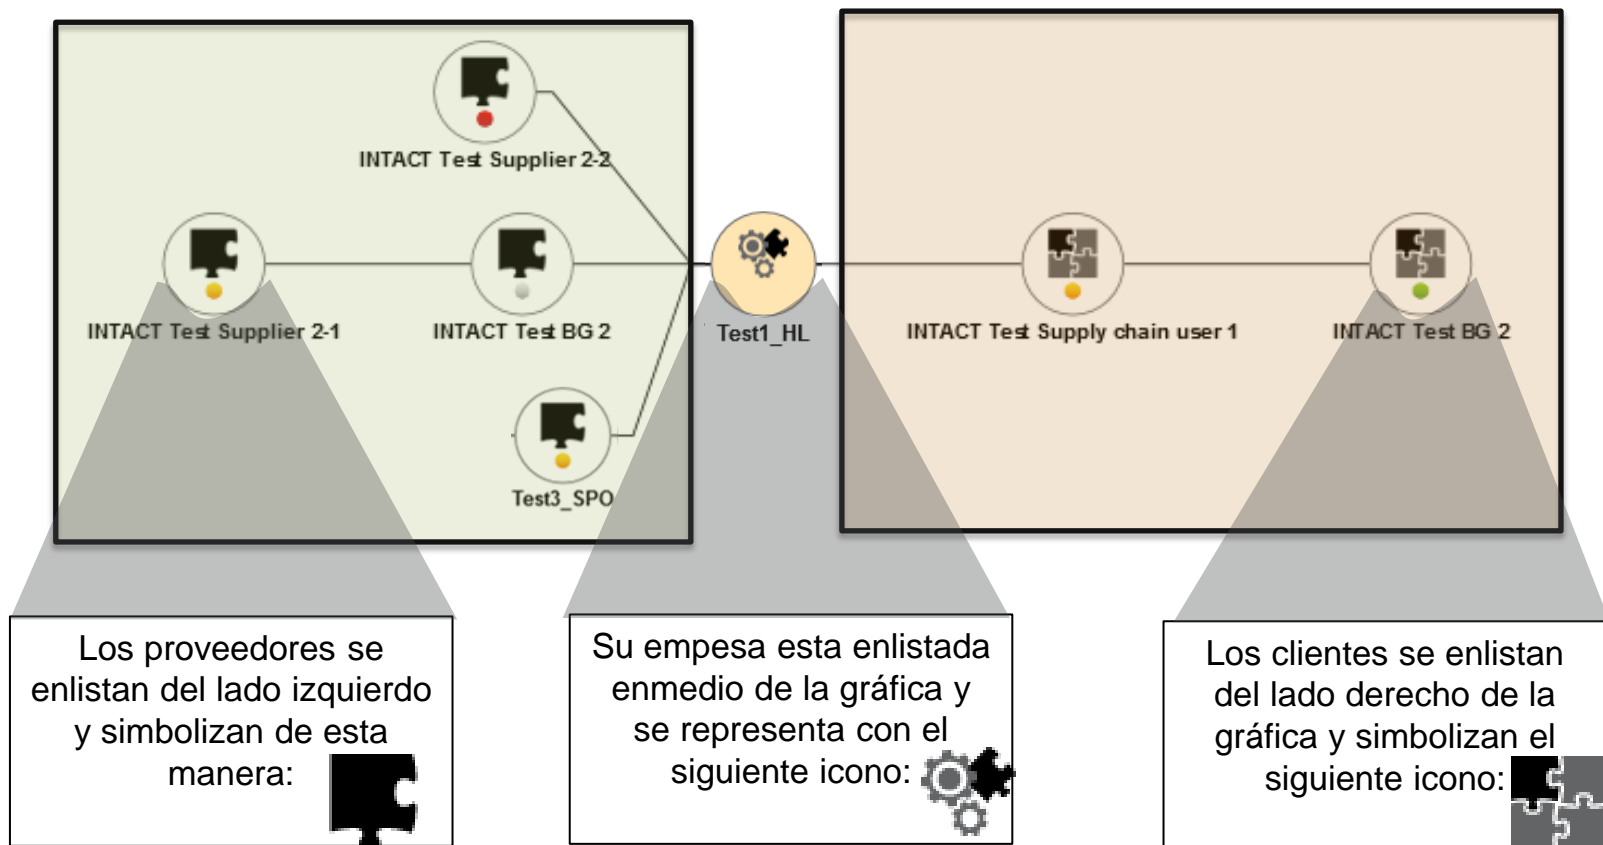 INTACT Test Supplier 2-2
INTACT Test Supplier 2-1
INTACT Test BG 2
Test1_HL
INTACT Test Supply chain user 1
INTACT Test BG 2
Test3_SPO
Los proveedores se
enlistan del lado izquierdo
y simbolizan de esta
manera:
Su empesa esta enlistada
enmedio de la gráfica y
se representa con el
siguiente icono:
Los clientes se enlistan
del lado derecho de la
gráfica y simbolizan el
siguiente icono: